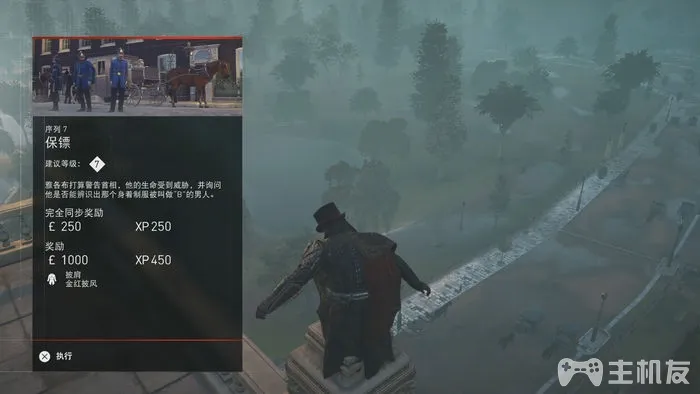 序列 7
保镖
建议等级： 7
雅各布打算警告首相，他的生命受到威胁，并询问
他是否能辨识出那个身着制服被叫做"B"的男人。
完全同步奖励
£ 250 XP 250
奖励
£ 1000 XP 450
披肩
金红披风
执行
主机友